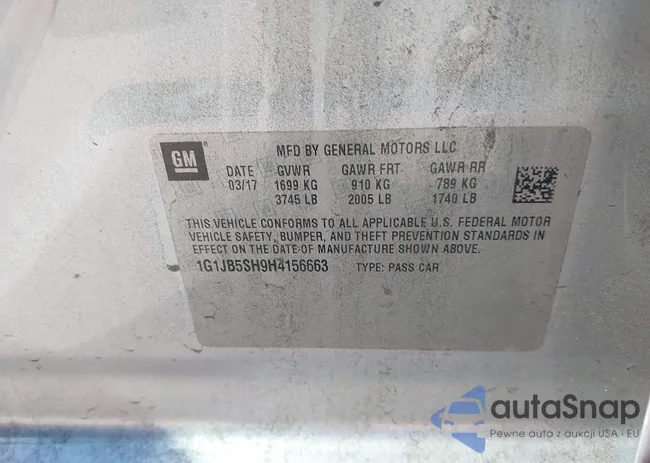 GM
MFD BY GENERAL MOTORS LLC
DATE GVWR GAWR FRT GAWR RR
03/17 1699 KG 910 KG 789 KG
3745 LB 2005 LB 1740 LB
THIS VEHICLE CONFORMS TO ALL APPLICABLE U.S. FEDERAL MOTOR
VEHICLE SAFETY, BUMPER, AND THEFT PREVENTION STANDARDS IN
EFFECT ON THE DATE OF MANUFACTURE SHOWN ABOVE.
1G1JB5SH9H4156663 TYPE: PASS CAR
autaSnap
Pewne auta z aukcji USA i EU